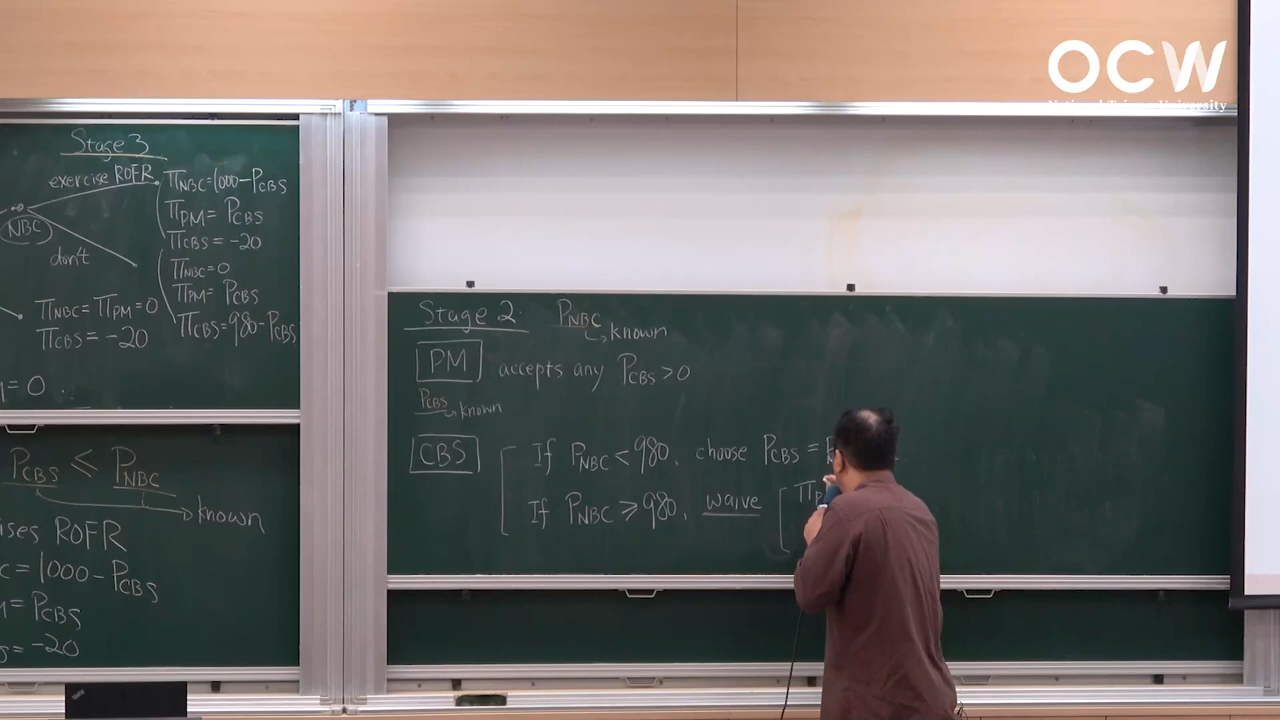 OCW
National Taiwan University
Stage 3
exercise ROFR
NBC
don't
πNBC=1000-PCBS
πPM=PCBS
πCBS=-20
πNBC=0
πPM=PCBS
πCBS=980-PCBS
πNBC=πPM=0
πCBS=-20
=0.
PCBS ≤ PNBC
known
ises ROFR
=1000-PCBS
=PCBS
=-20
Stage 2. PNBC
known
PM accepts any PCBS>0
PCBS known
CBS
If PNBC<980, choose PCBS =
If PNBC ≥ 980, waive